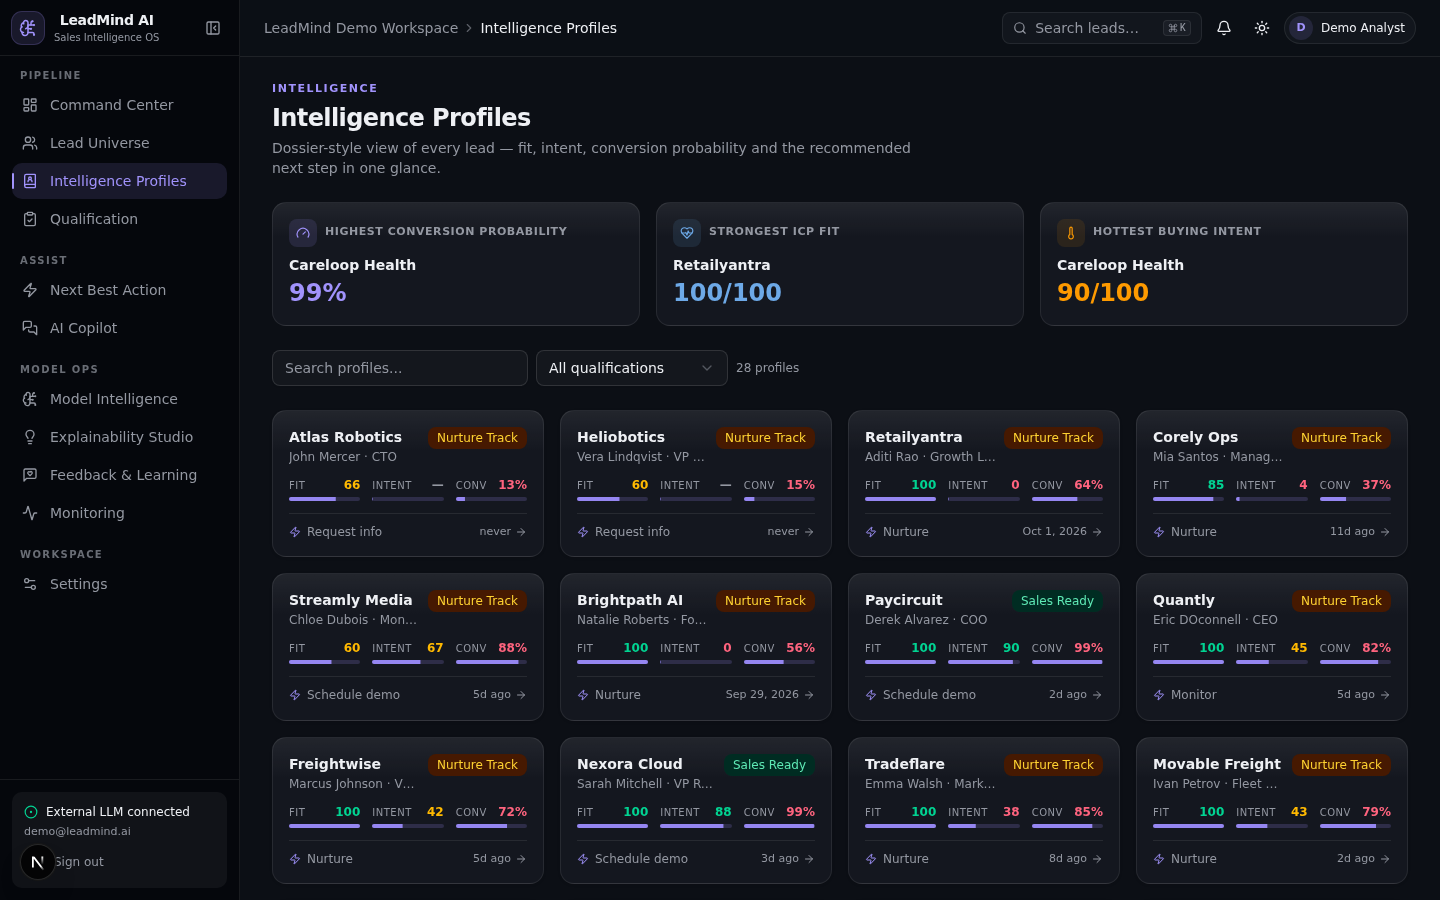 LeadMind AI
Sales Intelligence OS
PIPELINE
Command Center
Lead Universe
Intelligence Profiles
Qualification
ASSIST
Next Best Action
AI Copilot
MODEL OPS
Model Intelligence
Explainability Studio
Feedback & Learning
Monitoring
WORKSPACE
Settings
External LLM connected
demo@leadmind.ai
N
Sign out
LeadMind Demo Workspace > Intelligence Profiles
Search leads… ⌘K
D Demo Analyst
INTELLIGENCE
Intelligence Profiles
Dossier-style view of every lead — fit, intent, conversion probability and the recommended
next step in one glance.
HIGHEST CONVERSION PROBABILITY
Careloop Health
99%
STRONGEST ICP FIT
Retailyantra
100/100
HOTTEST BUYING INTENT
Careloop Health
90/100
Search profiles…
All qualifications
28 profiles
Atlas Robotics Nurture Track
John Mercer · CTO
FIT 66 INTENT — CONV 13%
Request info never →
Heliobotics Nurture Track
Vera Lindqvist · VP …
FIT 60 INTENT — CONV 15%
Request info never →
Retailyantra Nurture Track
Aditi Rao · Growth L…
FIT 100 INTENT 0 CONV 64%
Nurture Oct 1, 2026 →
Corely Ops Nurture Track
Mia Santos · Manag…
FIT 85 INTENT 4 CONV 37%
Nurture 11d ago →
Streamly Media Nurture Track
Chloe Dubois · Mon…
FIT 60 INTENT 67 CONV 88%
Schedule demo 5d ago →
Brightpath AI Nurture Track
Natalie Roberts · Fo…
FIT 100 INTENT 0 CONV 56%
Nurture Sep 29, 2026 →
Paycircuit Sales Ready
Derek Alvarez · COO
FIT 100 INTENT 90 CONV 99%
Schedule demo 2d ago →
Quantly Nurture Track
Eric DOconnell · CEO
FIT 100 INTENT 45 CONV 82%
Monitor 5d ago →
Freightwise Nurture Track
Marcus Johnson · V…
FIT 100 INTENT 42 CONV 72%
Nurture 5d ago →
Nexora Cloud Sales Ready
Sarah Mitchell · VP R…
FIT 100 INTENT 88 CONV 99%
Schedule demo 3d ago →
Tradeflare Nurture Track
Emma Walsh · Mark…
FIT 100 INTENT 38 CONV 85%
Nurture 8d ago →
Movable Freight Nurture Track
Ivan Petrov · Fleet …
FIT 100 INTENT 43 CONV 79%
Nurture 2d ago →